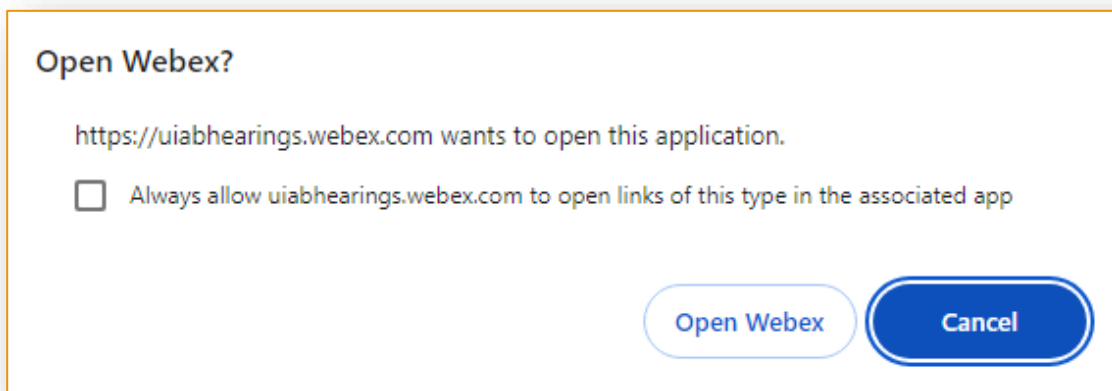 Open Webex?
https://uiabhearings.webex.com wants to open this application.
Always allow uiabhearings.webex.com to open links of this type in the associated app
Open Webex
Cancel